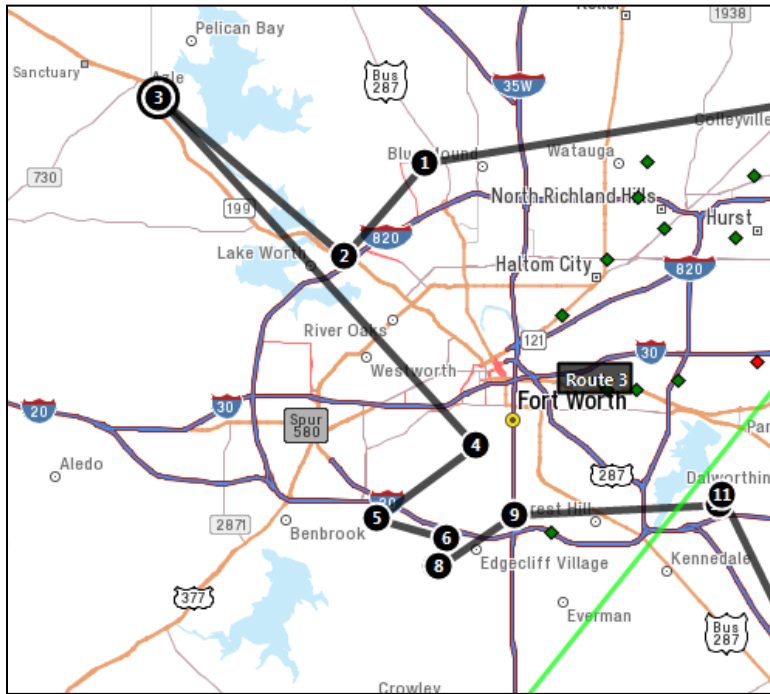 1938
Pelican Bay
Sanctuary
Azle
Bus
287
35W
Colleyville
3
Blue Mound
1
Watauga
730
199
North Richland Hills
Hurst
820
2
Lake Worth
Haltom City
820
River Oaks
121
30
Westworth
Route 3
20
30
Fort Worth
Spur
580
4
Aledo
287
Dalworthin
20
11
5
9
rest Hill
2871
Benbrook
6
8
Edgecliff Village
Kennedale
377
Everman
Bus
287
Crowley